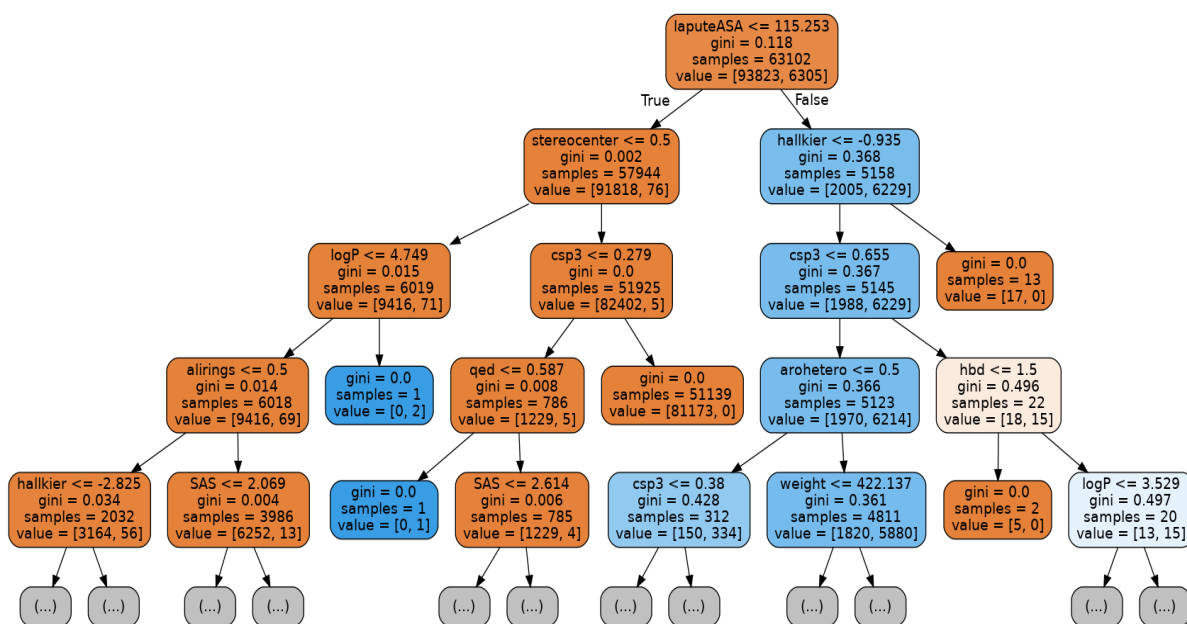 laputeASA <= 115.253
gini = 0.118
samples = 63102
value = [93823, 6305]
True
False
stereocenter <= 0.5
gini = 0.002
samples = 57944
value = [91818, 76]
hallkier <= -0.935
gini = 0.368
samples = 5158
value = [2005, 6229]
logP <= 4.749
gini = 0.015
samples = 6019
value = [9416, 71]
csp3 <= 0.279
gini = 0.0
samples = 51925
value = [82402, 5]
csp3 <= 0.655
gini = 0.367
samples = 5145
value = [1988, 6229]
gini = 0.0
samples = 13
value = [17, 0]
alirings <= 0.5
gini = 0.014
samples = 6018
value = [9416, 69]
gini = 0.0
samples = 1
value = [0, 2]
qed <= 0.587
gini = 0.008
samples = 786
value = [1229, 5]
gini = 0.0
samples = 51139
value = [81173, 0]
arohetero <= 0.5
gini = 0.366
samples = 5123
value = [1970, 6214]
hbd <= 1.5
gini = 0.496
samples = 22
value = [18, 15]
hallkier <= -2.825
gini = 0.034
samples = 2032
value = [3164, 56]
SAS <= 2.069
gini = 0.004
samples = 3986
value = [6252, 13]
gini = 0.0
samples = 1
value = [0, 1]
SAS <= 2.614
gini = 0.006
samples = 785
value = [1229, 4]
csp3 <= 0.38
gini = 0.428
samples = 312
value = [150, 334]
weight <= 422.137
gini = 0.361
samples = 4811
value = [1820, 5880]
gini = 0.0
samples = 2
value = [5, 0]
logP <= 3.529
gini = 0.497
samples = 20
value = [13, 15]
(...)
(...)
(...)
(...)
(...)
(...)
(...)
(...)
(...)
(...)
(...)
(...)